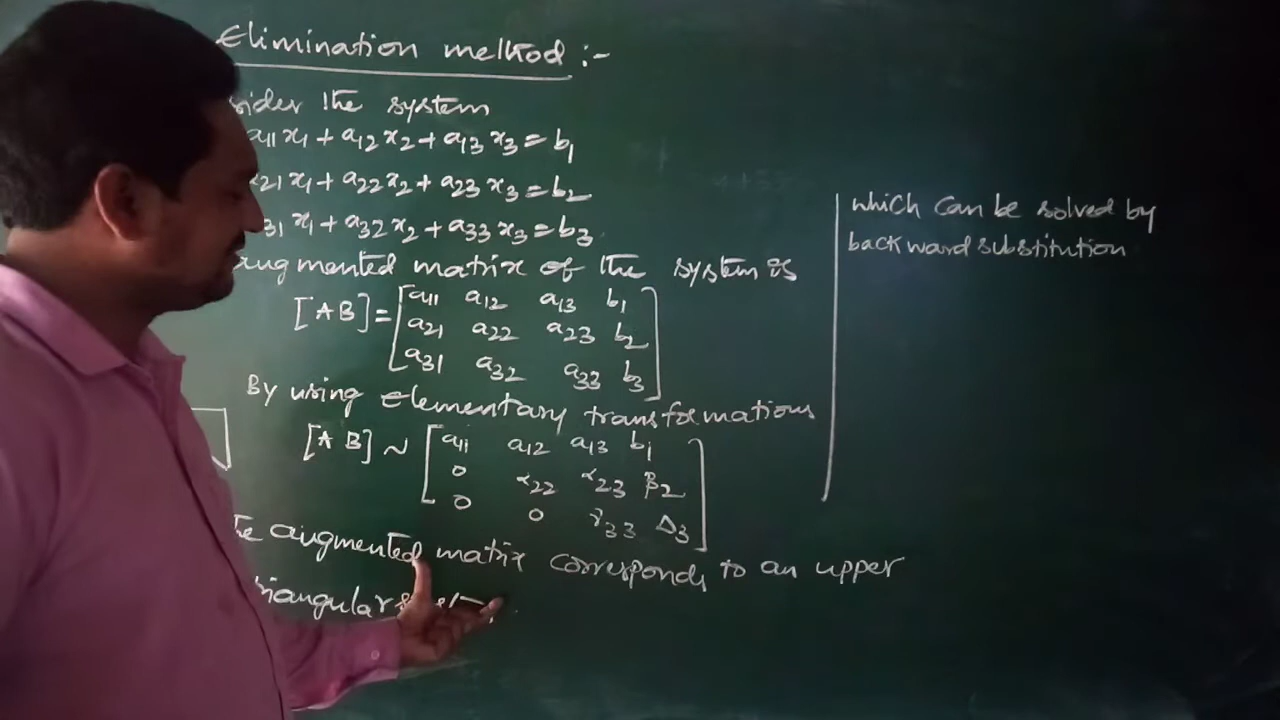 Elimination method :-
sider the system
a11 x1 + a12 x2 + a13 x3 = b1
21 x1 + a22 x2 + a23 x3 = b2
31 x1 + a32 x2 + a33 x3 = b3
augmented matrix of the system is
[A B] = [a11 a12 a13 b1
a21 a22 a23 b2
a31 a32 a33 b3]
By using elementary transformations
[A B] ~ [a11 a12 a13 b1
0 α22 α23 β2
0 0 γ33 Δ3]
The augmented matrix corresponds to an upper
triangular
which can be solved by
backward substitution